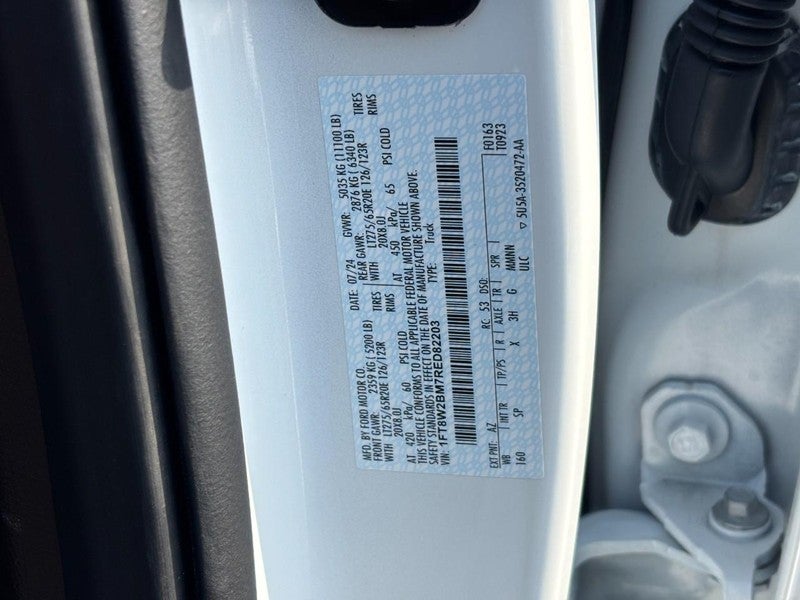 MFD. BY FORD MOTOR CO.
DATE: 07/24 GVWR: 5035 KG (11100 LB)
FRONT GAWR: 2359 KG ( 5200 LB) REAR GAWR: 2876 KG ( 6340 LB)
WITH LT275/65R20E 126/123R TIRES WITH LT275/65R20E 126/123R TIRES
20X8.0J RIMS 20X8.0J RIMS
AT 420 kPa/ 60 PSI COLD AT 450 kPa/ 65 PSI COLD
THIS VEHICLE CONFORMS TO ALL APPLICABLE FEDERAL MOTOR VEHICLE
SAFETY STANDARDS IN EFFECT ON THE DATE OF MANUFACTURE SHOWN ABOVE.
VIN: 1FT8W2BM7RED82203 TYPE: Truck
F0163
T0923
EXT PNT: AZ RC: 53 DSO:
WB INT TR TP/PS R AXLE TR SPR
160 SP X 3H G MMNN
ULC ▽ 5U5A-3520472-AA